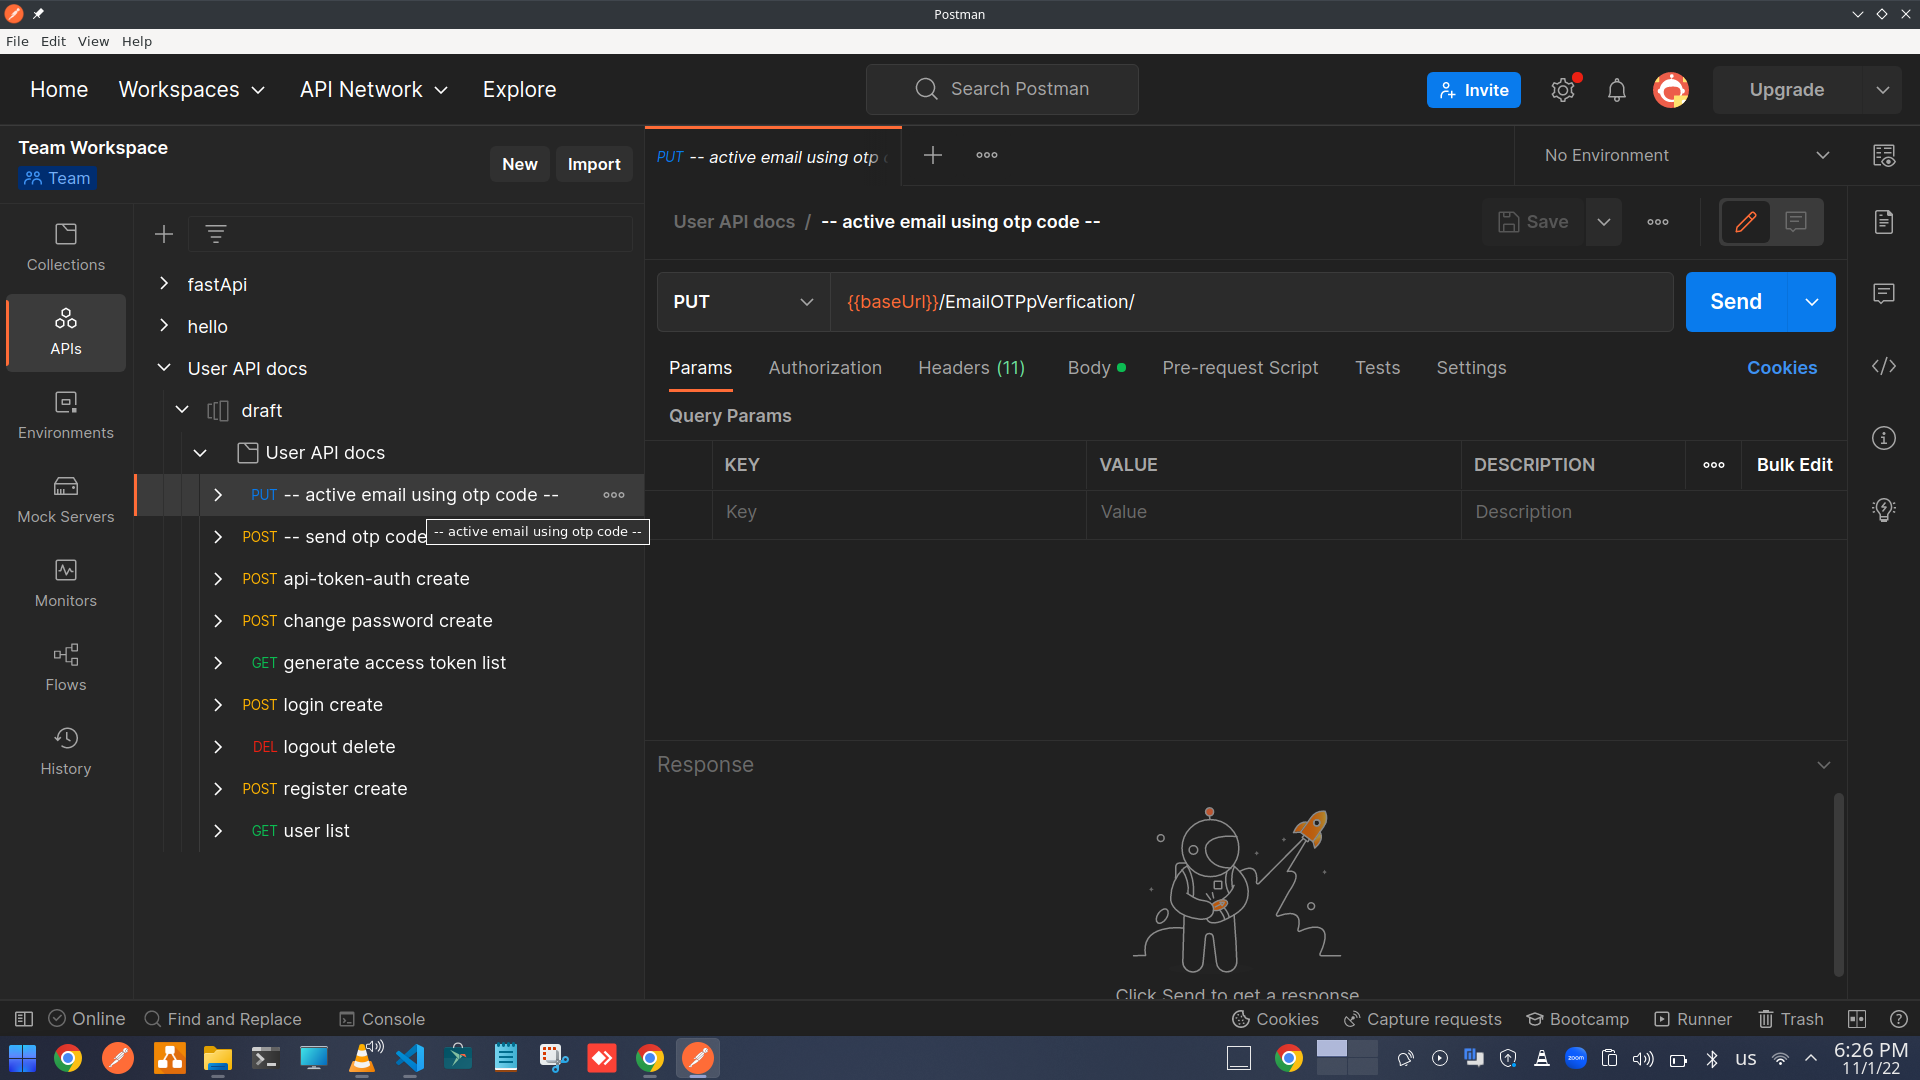 Postman
File Edit View Help
Home Workspaces API Network Explore
Search Postman
Invite
Upgrade
Team Workspace
Team
New Import
PUT -- active email using otp
No Environment
User API docs / -- active email using otp code --
Save
Collections
APIs
Environments
Mock Servers
Monitors
Flows
History
fastApi
hello
User API docs
draft
User API docs
PUT -- active email using otp code --
POST -- send otp code
-- active email using otp code --
POST api-token-auth create
POST change password create
GET generate access token list
POST login create
DEL logout delete
POST register create
GET user list
PUT {{baseUrl}}/EmailOTPpVerfication/
Send
Params Authorization Headers (11) Body Pre-request Script Tests Settings Cookies
Query Params
KEY VALUE DESCRIPTION Bulk Edit
Key Value Description
Response
Click Send to get a response
Online Find and Replace Console
Cookies Capture requests Bootcamp Runner Trash
zoom
us
6:26 PM
11/1/22